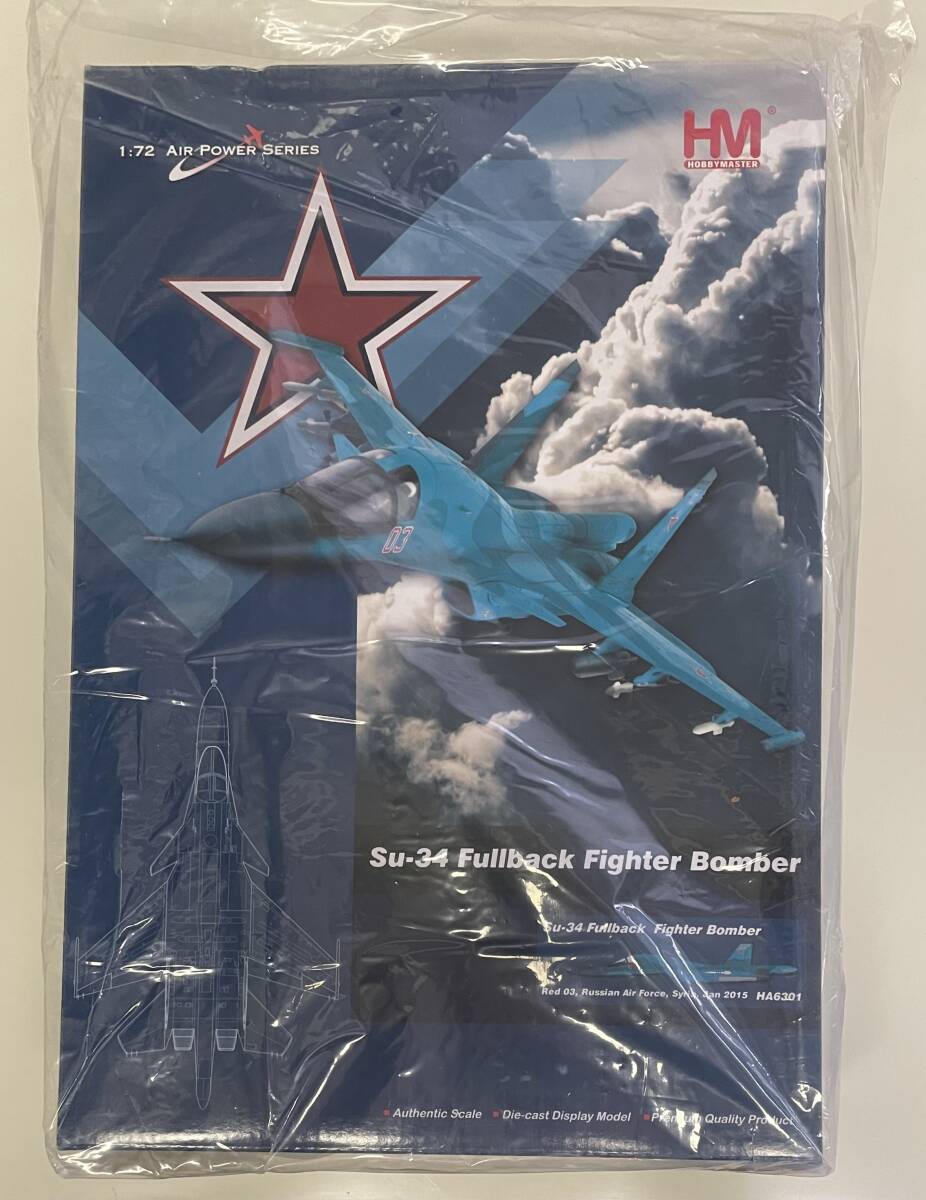 1:72 AIR POWER SERIES
HM®
HOBBYMASTER
03
Su-34 Fullback Fighter Bomber
Su-34 Fullback Fighter Bomber
Red 03, Russian Air Force, Syria, Jan 2015 HA6301
Authentic Scale Die-cast Display Model Premium Quality Product